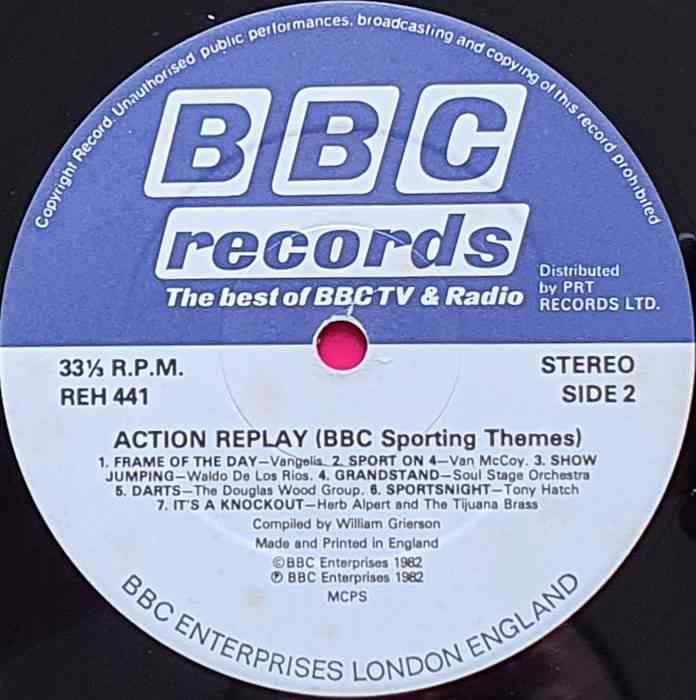 Copyright Record. Unauthorised public performances, broadcasting and copying of this record prohibited
BBC
records
The best of BBC TV & Radio
Distributed
by PRT
RECORDS LTD.
33⅓ R.P.M.
REH 441
STEREO
SIDE 2
ACTION REPLAY (BBC Sporting Themes)
1. FRAME OF THE DAY—Vangelis. 2. SPORT ON 4—Van McCoy. 3. SHOW
JUMPING—Waldo De Los Rios. 4. GRANDSTAND—Soul Stage Orchestra
5. DARTS—The Douglas Wood Group. 6. SPORTSNIGHT—Tony Hatch
7. IT'S A KNOCKOUT—Herb Alpert and The Tijuana Brass
Compiled by William Grierson
Made and Printed in England
©BBC Enterprises 1982
℗ BBC Enterprises 1982
MCPS
BBC ENTERPRISES LONDON ENGLAND